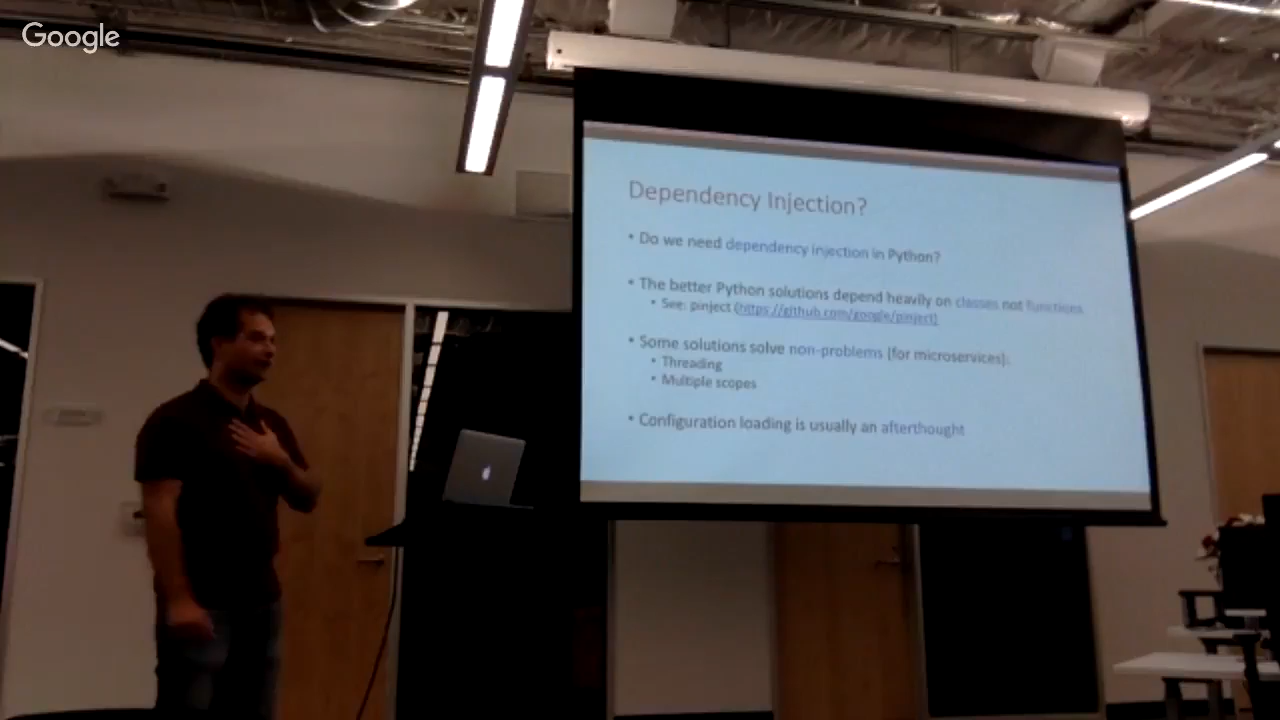 Google
Dependency Injection?
• Do we need dependency injection in Python?
• The better Python solutions depend heavily on classes not functions
• See: pinject (https://github.com/google/pinject)
• Some solutions solve non-problems [for microservices]:
• Threading
• Multiple scopes
• Configuration loading is usually an afterthought